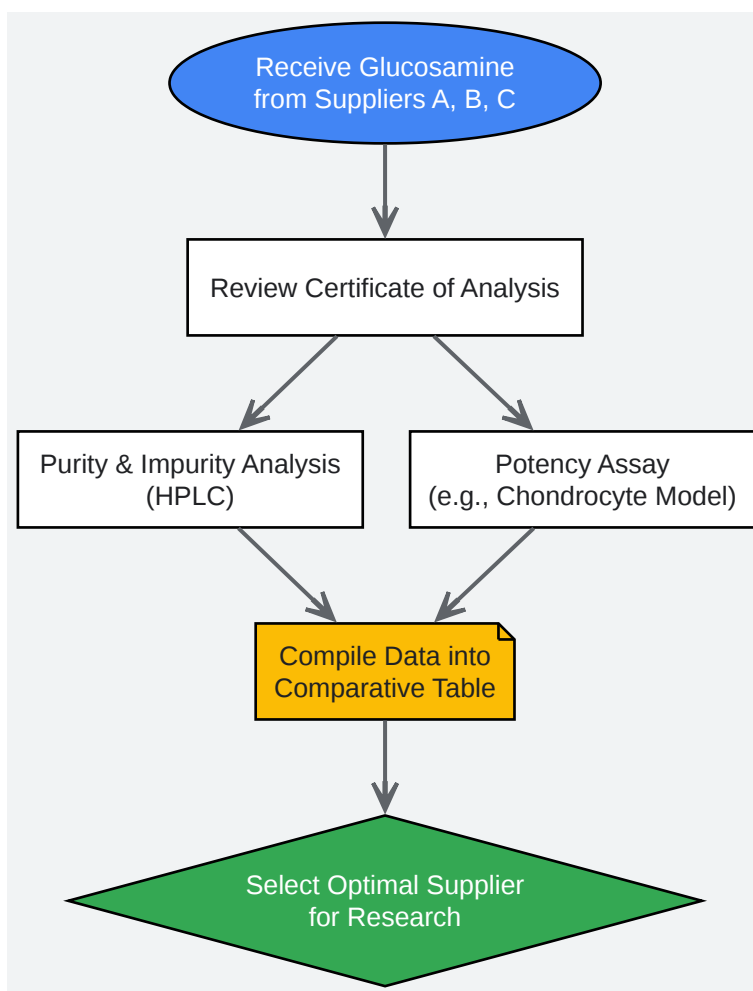 Receive Glucosamine
from Suppliers A, B, C
Review Certificate of Analysis
Purity & Impurity Analysis
(HPLC)
Potency Assay
(e.g., Chondrocyte Model)
Compile Data into
Comparative Table
Select Optimal Supplier
for Research